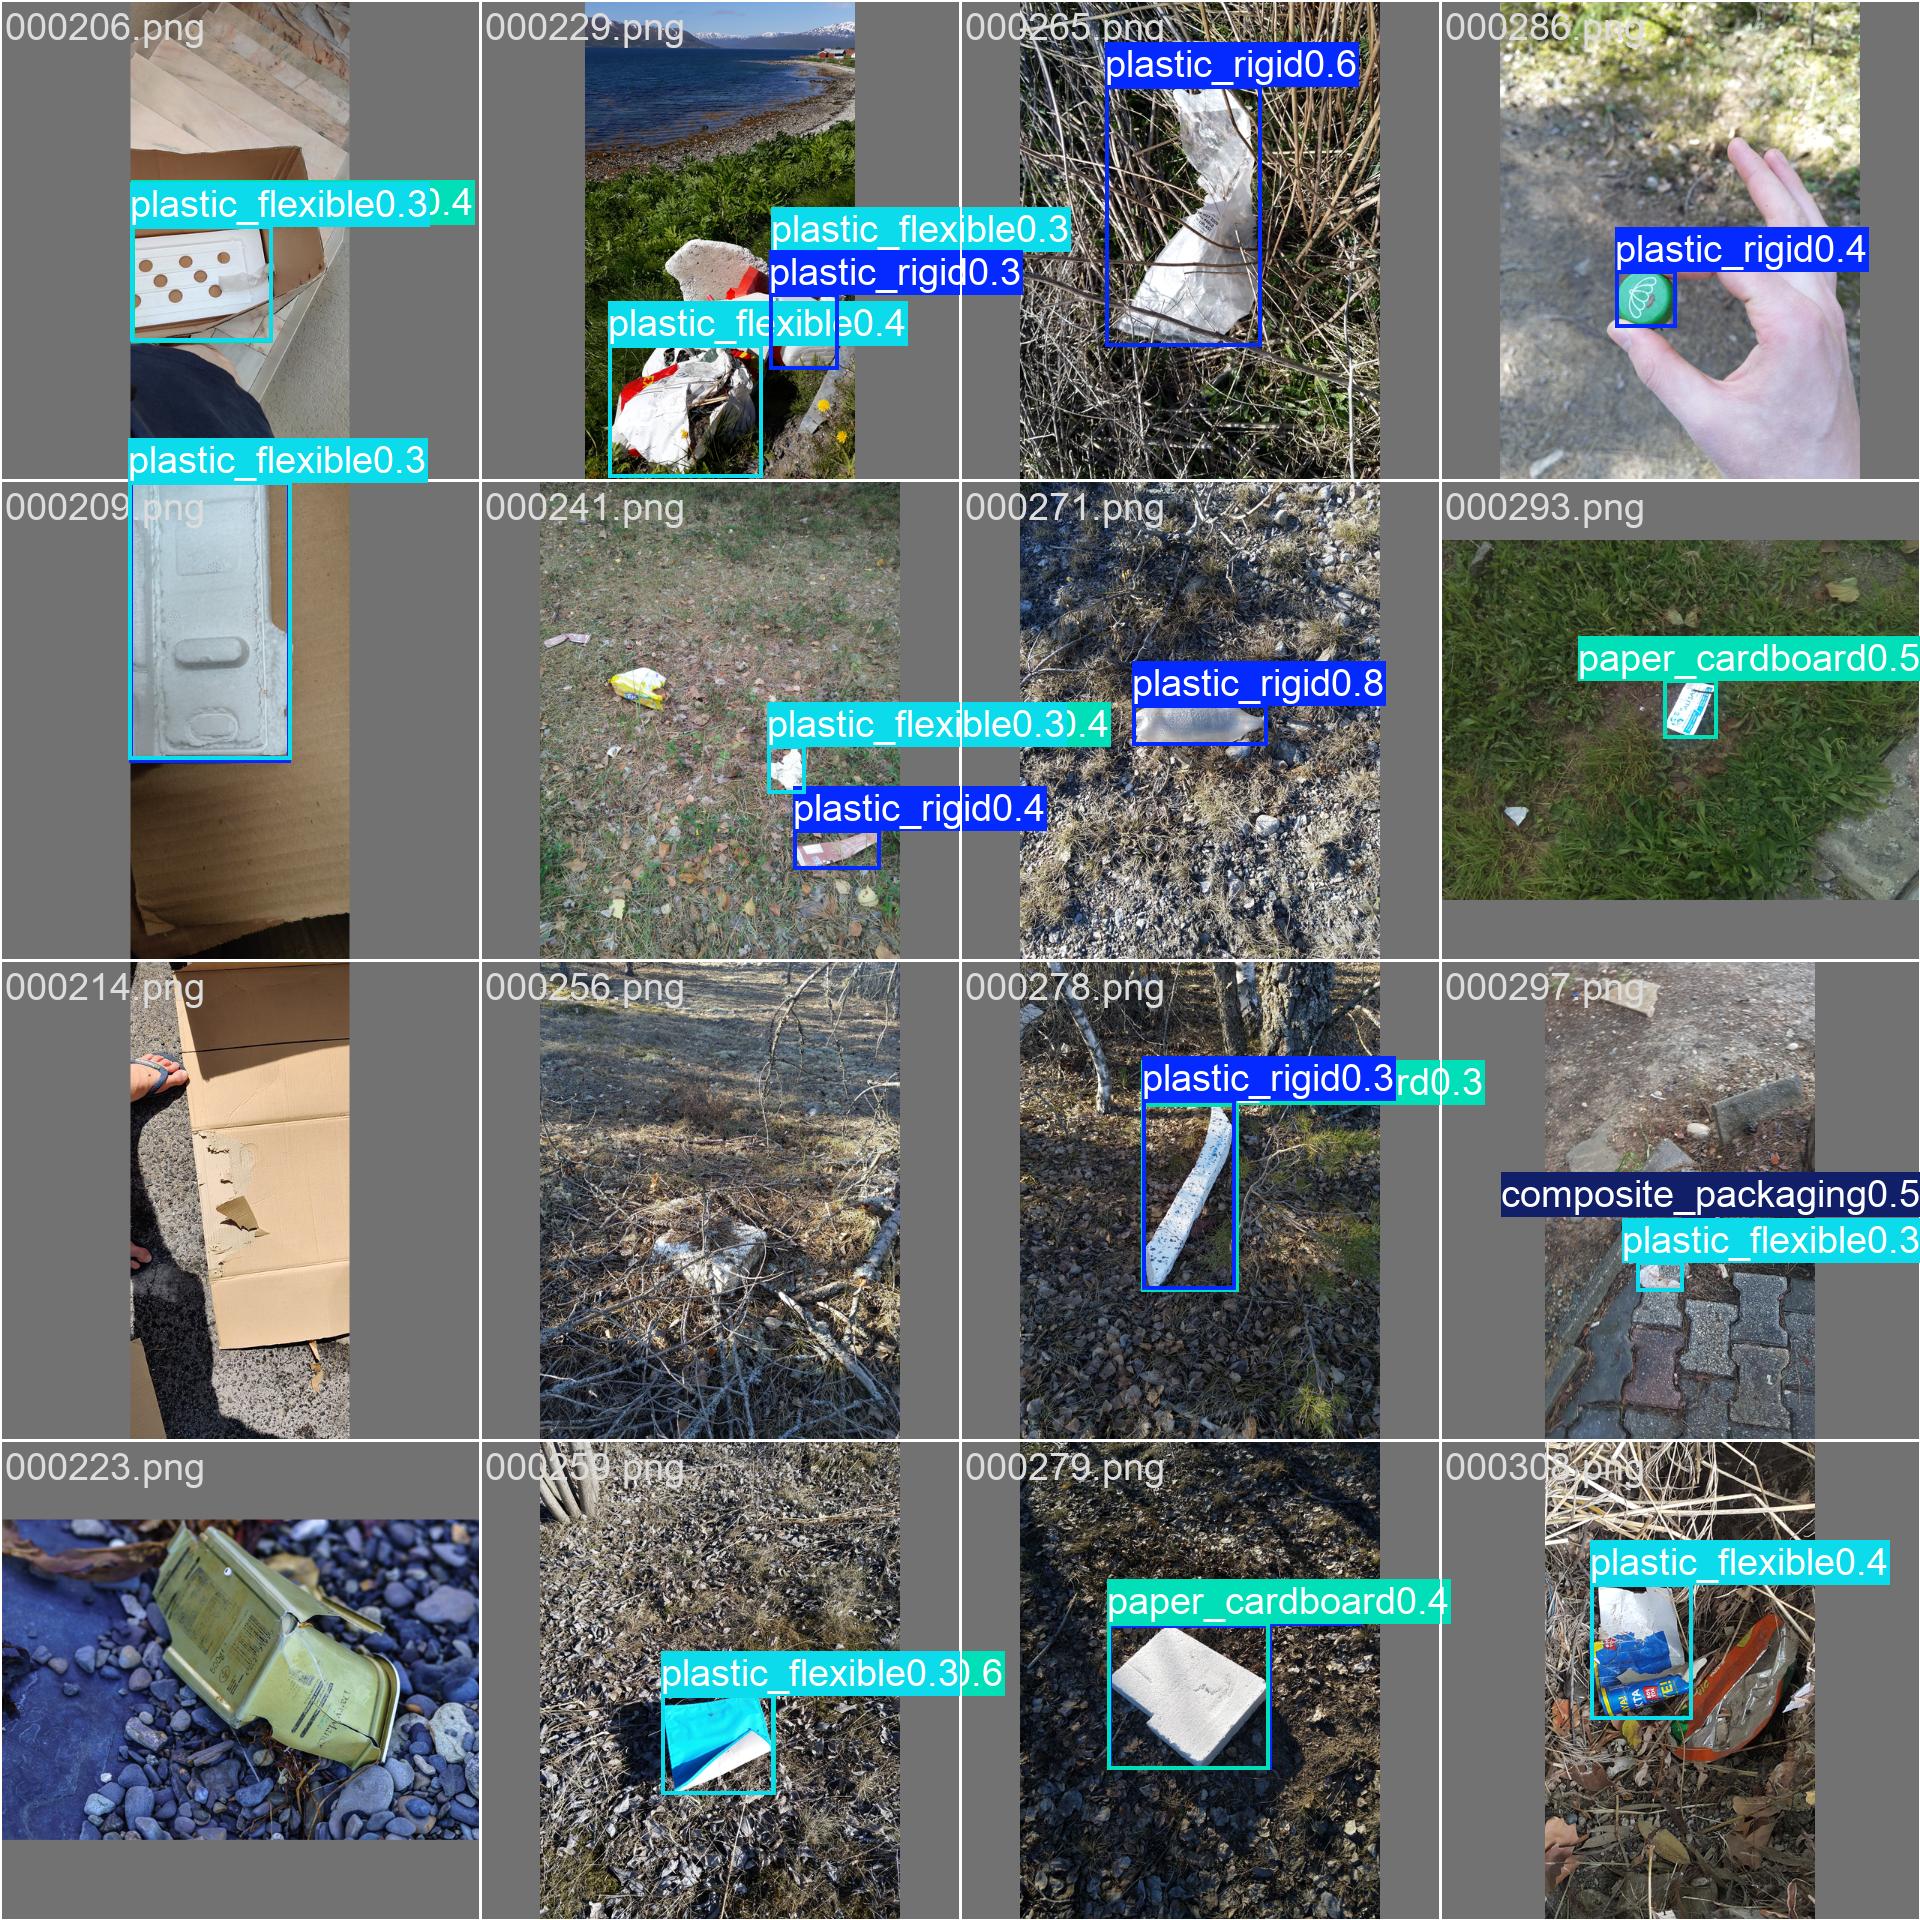 000206.png
plastic_flexible0.3
0.4
000229.png
plastic_flexible0.3
plastic_rigid0.3
plastic_flexible0.4
000265.png
plastic_rigid0.6
000286.png
plastic_rigid0.4
000209.png
plastic_flexible0.3
000241.png
plastic_flexible0.3
0.4
plastic_rigid0.4
000271.png
plastic_rigid0.8
000293.png
paper_cardboard0.5
000214.png
000256.png
000278.png
plastic_rigid0.3
rd0.3
000297.png
composite_packaging0.5
plastic_flexible0.3
000223.png
000259.png
plastic_flexible0.3
0.6
000279.png
paper_cardboard0.4
000308.png
plastic_flexible0.4